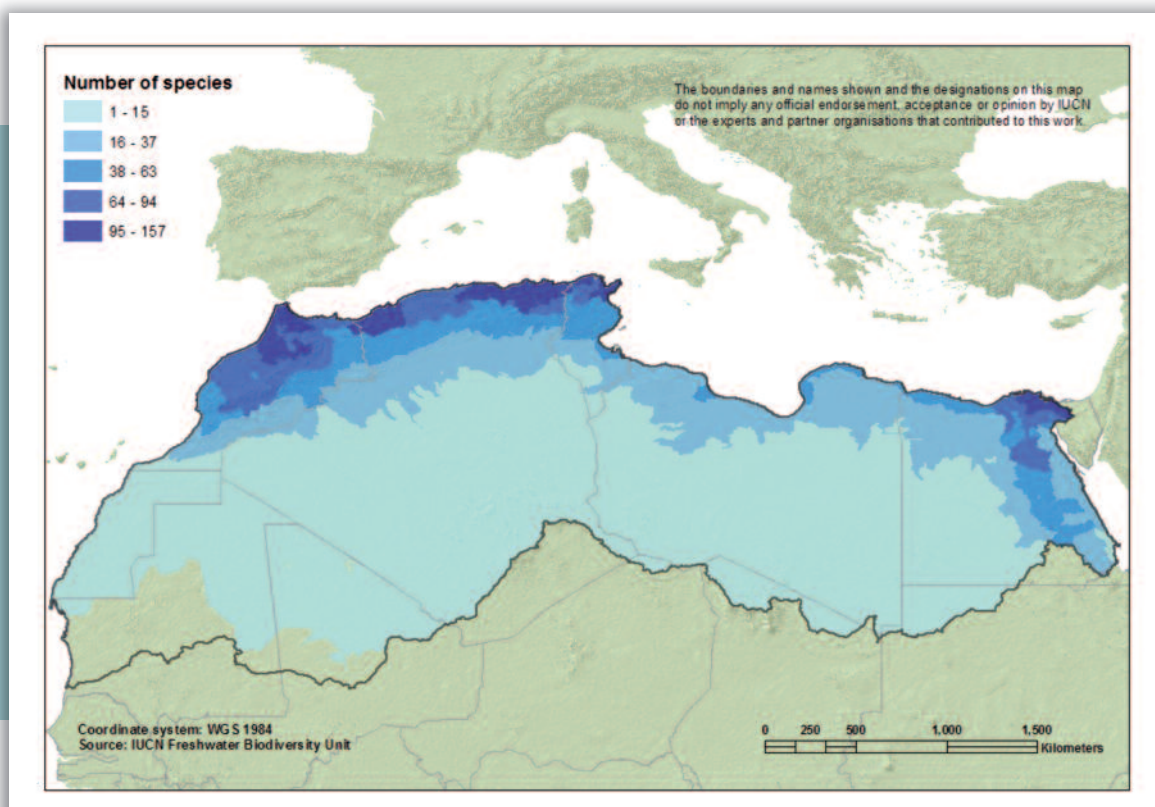 Number of species
1 - 15
16 - 37
38 - 63
64 - 94
95 - 157
The boundaries and names shown and the designations on this map
do not imply any official endorsement, acceptance or opinion by IUCN
or the experts and partner organisations that contributed to this work.
Coordinate system: WGS 1984
Source: IUCN Freshwater Biodiversity Unit
0 250 500 1,000 1,500
Kilometers